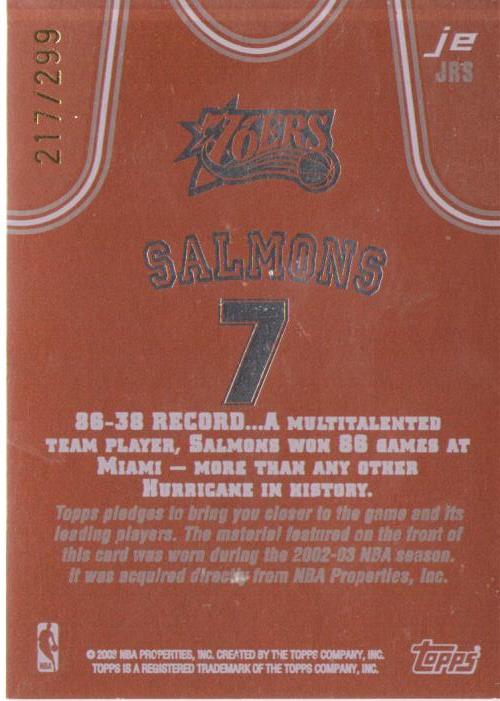 217/299
je
JRS
76ERS
SALMONS
7
86-38 RECORD...A MULTITALENTED
TEAM PLAYER, SALMONS WON 86 GAMES AT
MIAMI — MORE THAN ANY OTHER
HURRICANE IN HISTORY.
Topps pledges to bring you closer to the game and its
leading players. The material featured on the front of
this card was worn during the 2002-03 NBA season.
It was acquired directly from NBA Properties, Inc.
NBA
© 2003 NBA PROPERTIES, INC. CREATED BY THE TOPPS COMPANY, INC.
TOPPS IS A REGISTERED TRADEMARK OF THE TOPPS COMPANY, INC.
topps